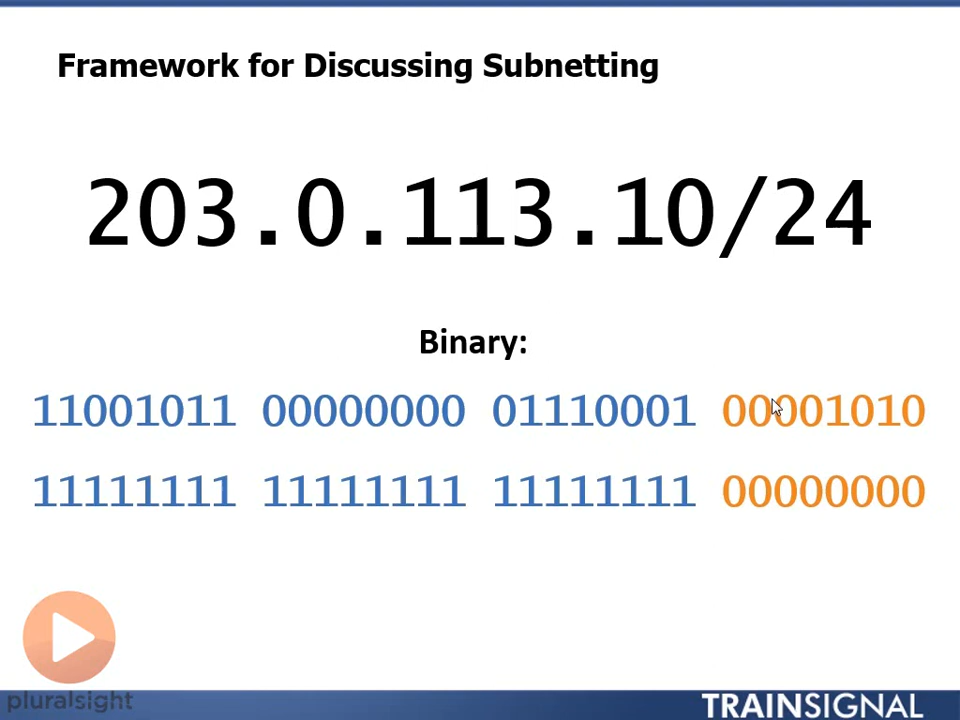 Framework for Discussing Subnetting
203.0.113.10/24
Binary:
11001011 00000000 01110001 00001010
11111111 11111111 11111111 00000000
pluralsight
TRAINSIGNAL